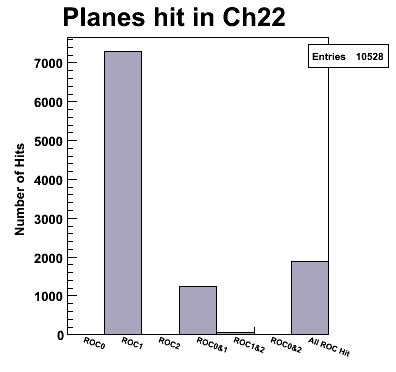 Planes hit in Ch22
Entries 10528
Number of Hits
7000
6000
5000
4000
3000
2000
1000
0
ROC0 ROC1 ROC2 ROC0&1 ROC1&2 ROC0&2 All ROC Hit